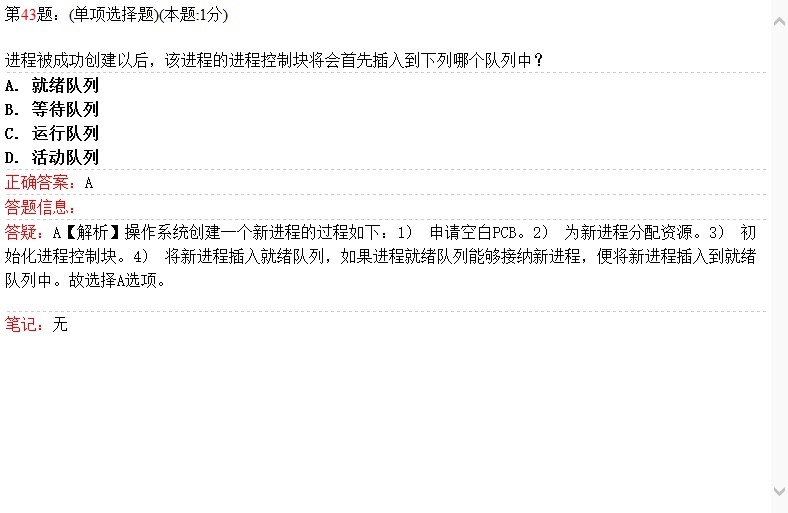 第43题：(单项选择题)(本题:1分)
进程被成功创建以后，该进程的进程控制块将会首先插入到下列哪个队列中？
A. 就绪队列
B. 等待队列
C. 运行队列
D. 活动队列
正确答案：A
答题信息：
答疑：A【解析】操作系统创建一个新进程的过程如下：1） 申请空白PCB。2） 为新进程分配资源。3） 初
始化进程控制块。4） 将新进程插入就绪队列，如果进程就绪队列能够接纳新进程，便将新进程插入到就绪
队列中。故选择A选项。
笔记：无